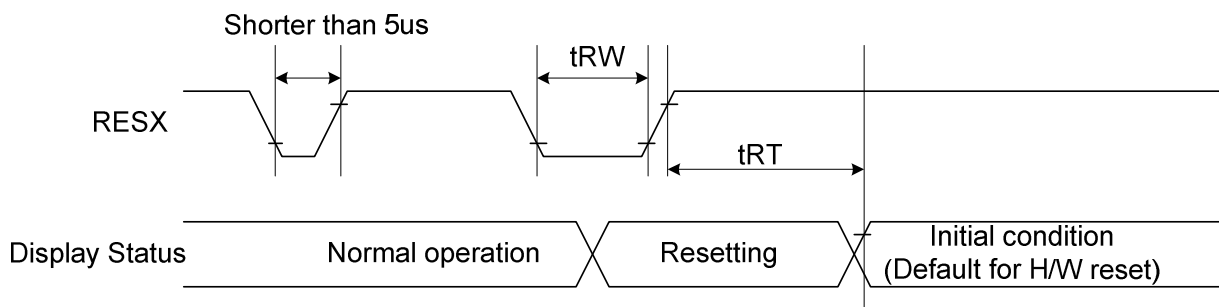 Shorter than 5us
tRW
RESX
tRT
Display Status
Normal operation
Resetting
Initial condition
(Default for H/W reset)